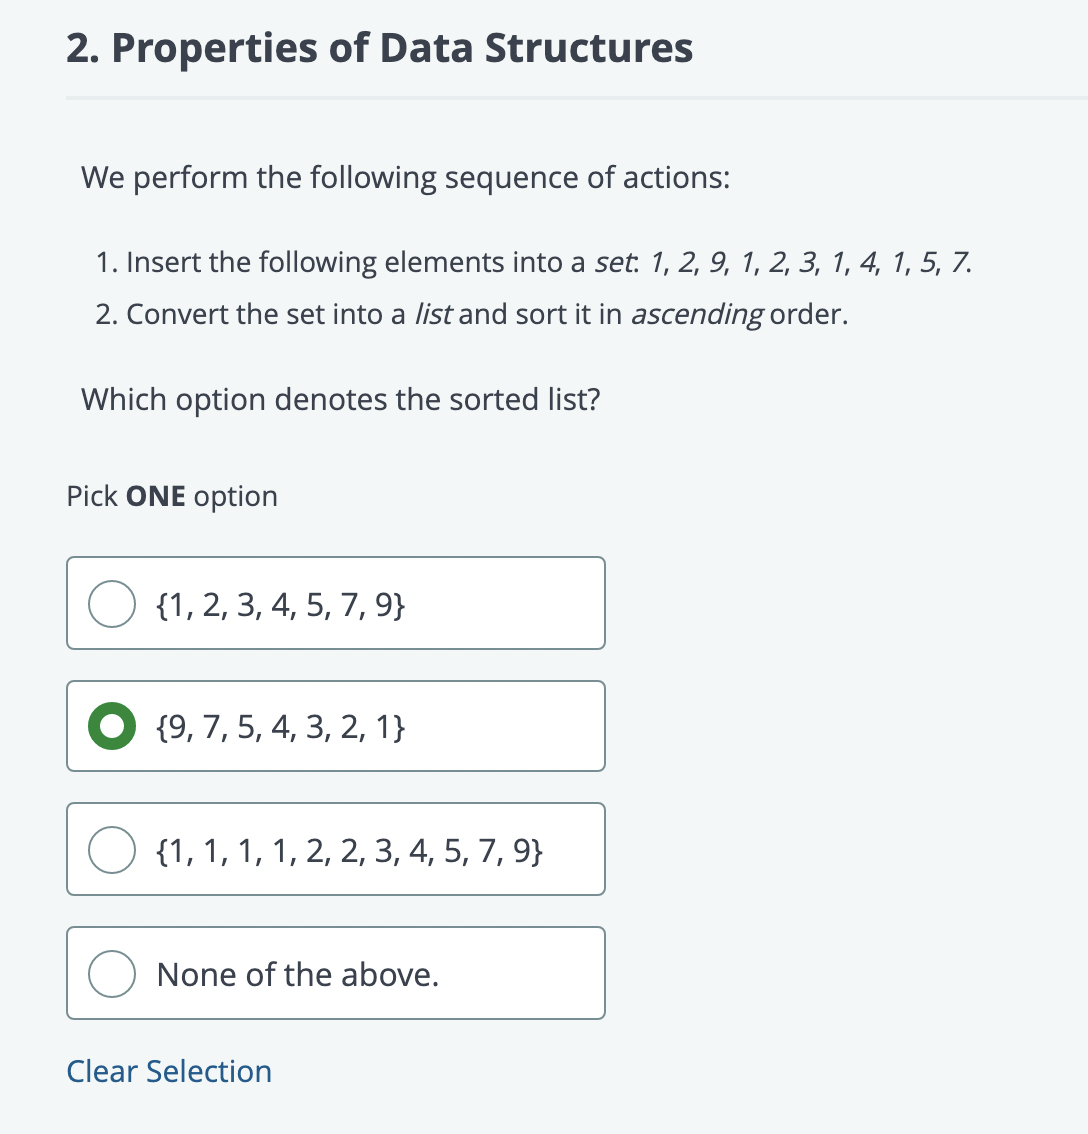 2. Properties of Data Structures
We perform the following sequence of actions:
1. Insert the following elements into a set: 1, 2, 9, 1, 2, 3, 1, 4, 1, 5, 7.
2. Convert the set into a list and sort it in ascending order.
Which option denotes the sorted list?
Pick ONE option
{1, 2, 3, 4, 5, 7, 9}
{9, 7, 5, 4, 3, 2, 1}
{1, 1, 1, 1, 2, 2, 3, 4, 5, 7, 9}
None of the above.
Clear Selection